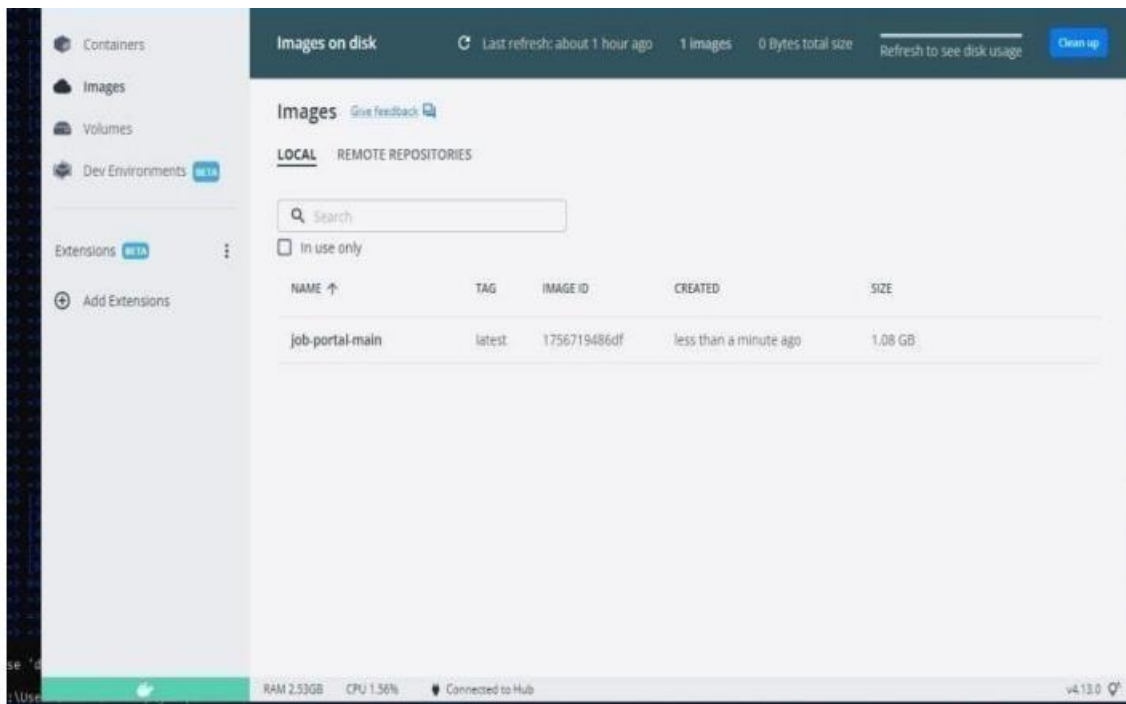 Containers
Images
Volumes
Dev Environments BETA
Extensions BETA
Add Extensions
Images on disk Last refresh: about 1 hour ago 1 images 0 Bytes total size Refresh to see disk usage Clean up
Images Give feedback
LOCAL REMOTE REPOSITORIES
Search
In use only
NAME TAG IMAGE ID CREATED SIZE
job-portal-main latest 1756719486df less than a minute ago 1.08 GB
se 'd
:\Use
RAM 2.53GB CPU 1.56% Connected to Hub v4.13.0